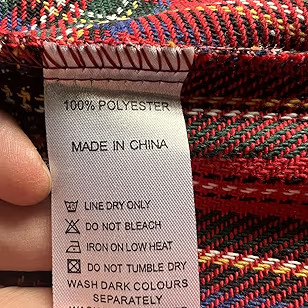 100% POLYESTER
MADE IN CHINA
LINE DRY ONLY
DO NOT BLEACH
IRON ON LOW HEAT
DO NOT TUMBLE DRY
WASH DARK COLOURS
SEPARATELY